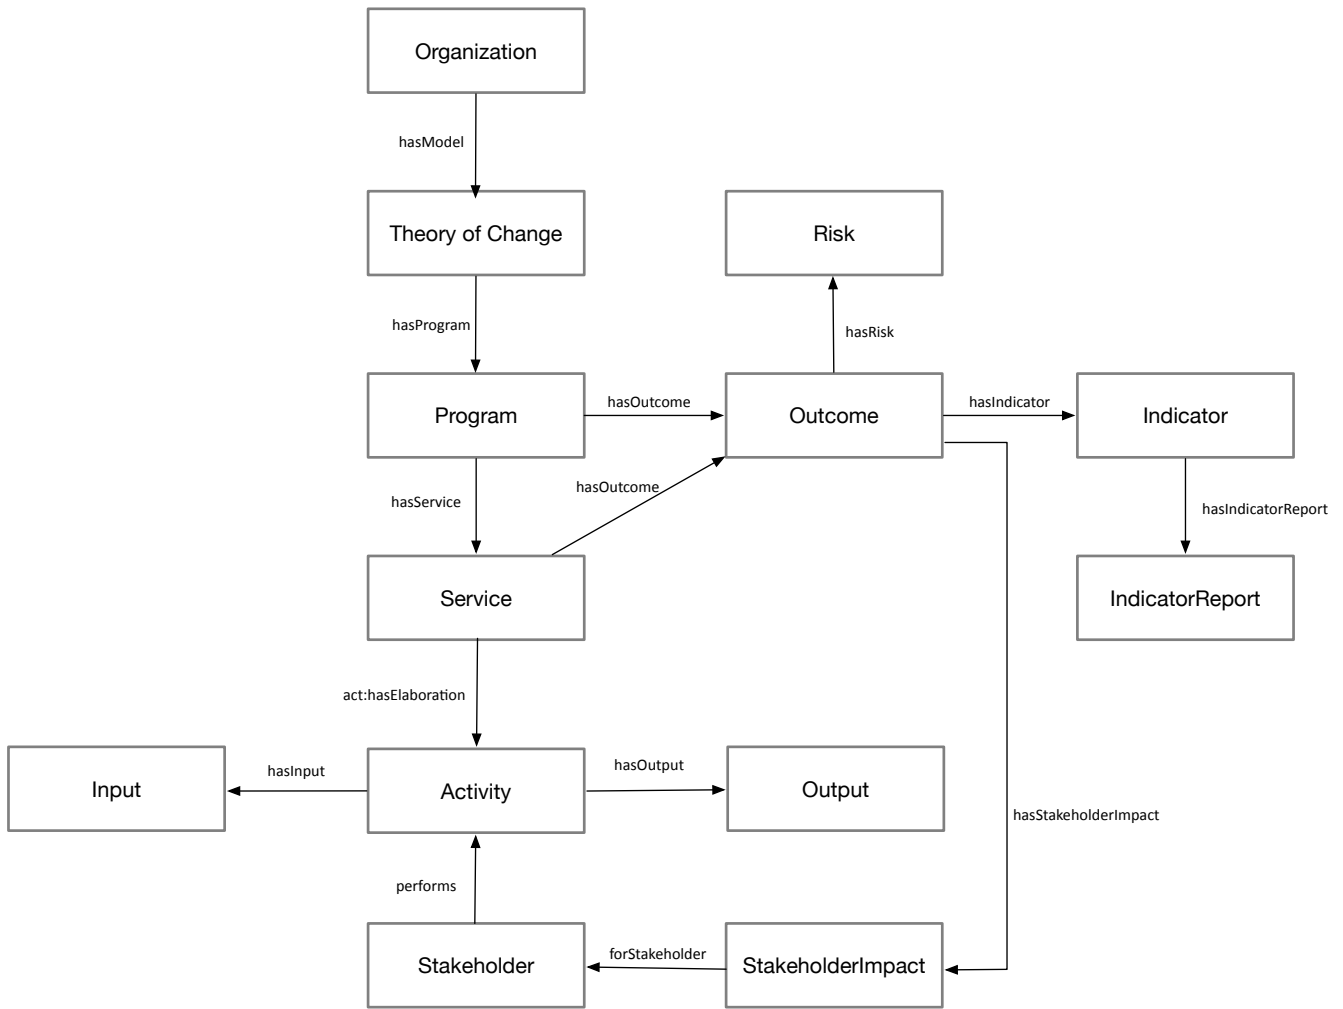 Organization
hasModel
Theory of Change
Risk
hasProgram
hasRisk
Program
hasOutcome
Outcome
hasIndicator
Indicator
hasService
hasOutcome
hasIndicatorReport
Service
IndicatorReport
act:hasElaboration
Input
hasInput
Activity
hasOutput
Output
hasStakeholderImpact
performs
Stakeholder
forStakeholder
StakeholderImpact